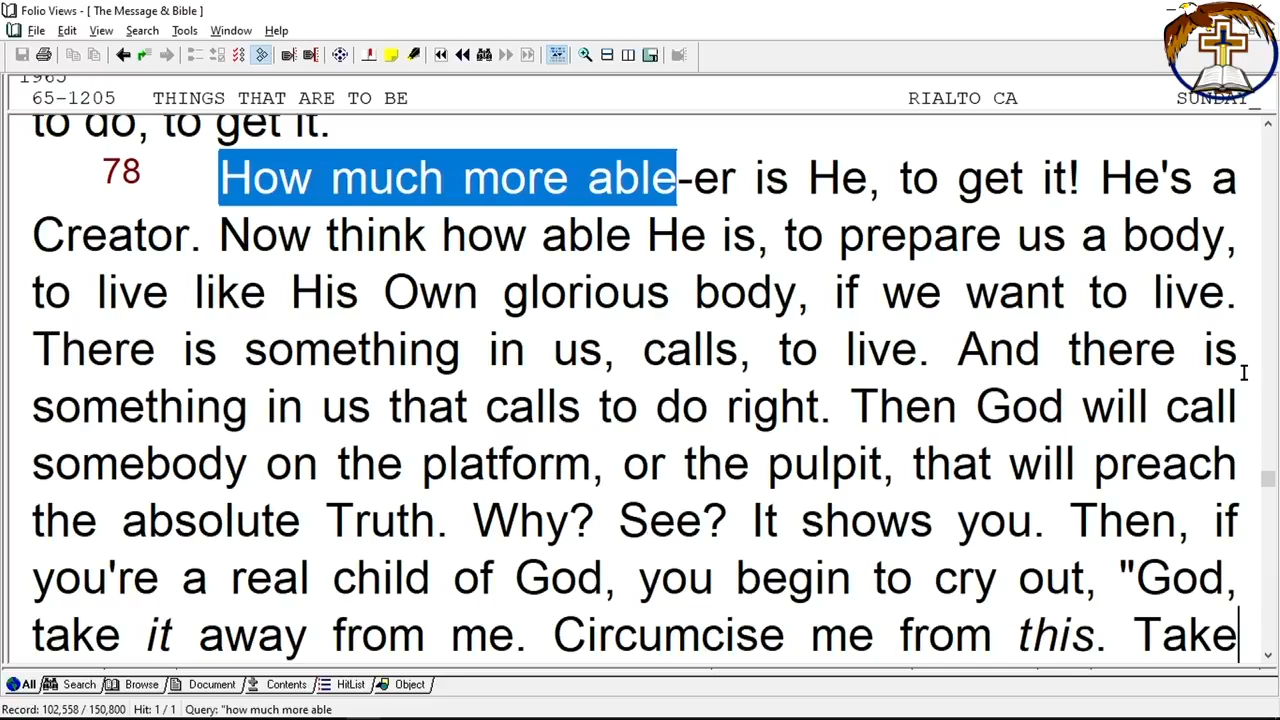 Folio Views - [ The Message & Bible ]
File Edit View Search Tools Window Help
1965
65-1205 THINGS THAT ARE TO BE RIALTO CA SUNDAY_
to do, to get it.
78 How much more able-er is He, to get it! He's a
Creator. Now think how able He is, to prepare us a body,
to live like His Own glorious body, if we want to live.
There is something in us, calls, to live. And there is
something in us that calls to do right. Then God will call
somebody on the platform, or the pulpit, that will preach
the absolute Truth. Why? See? It shows you. Then, if
you're a real child of God, you begin to cry out, "God,
take it away from me. Circumcise me from this. Take
All Search Browse Document Contents HitList Object
Record: 102,558 / 150,800 Hit: 1 / 1 Query: "how much more able